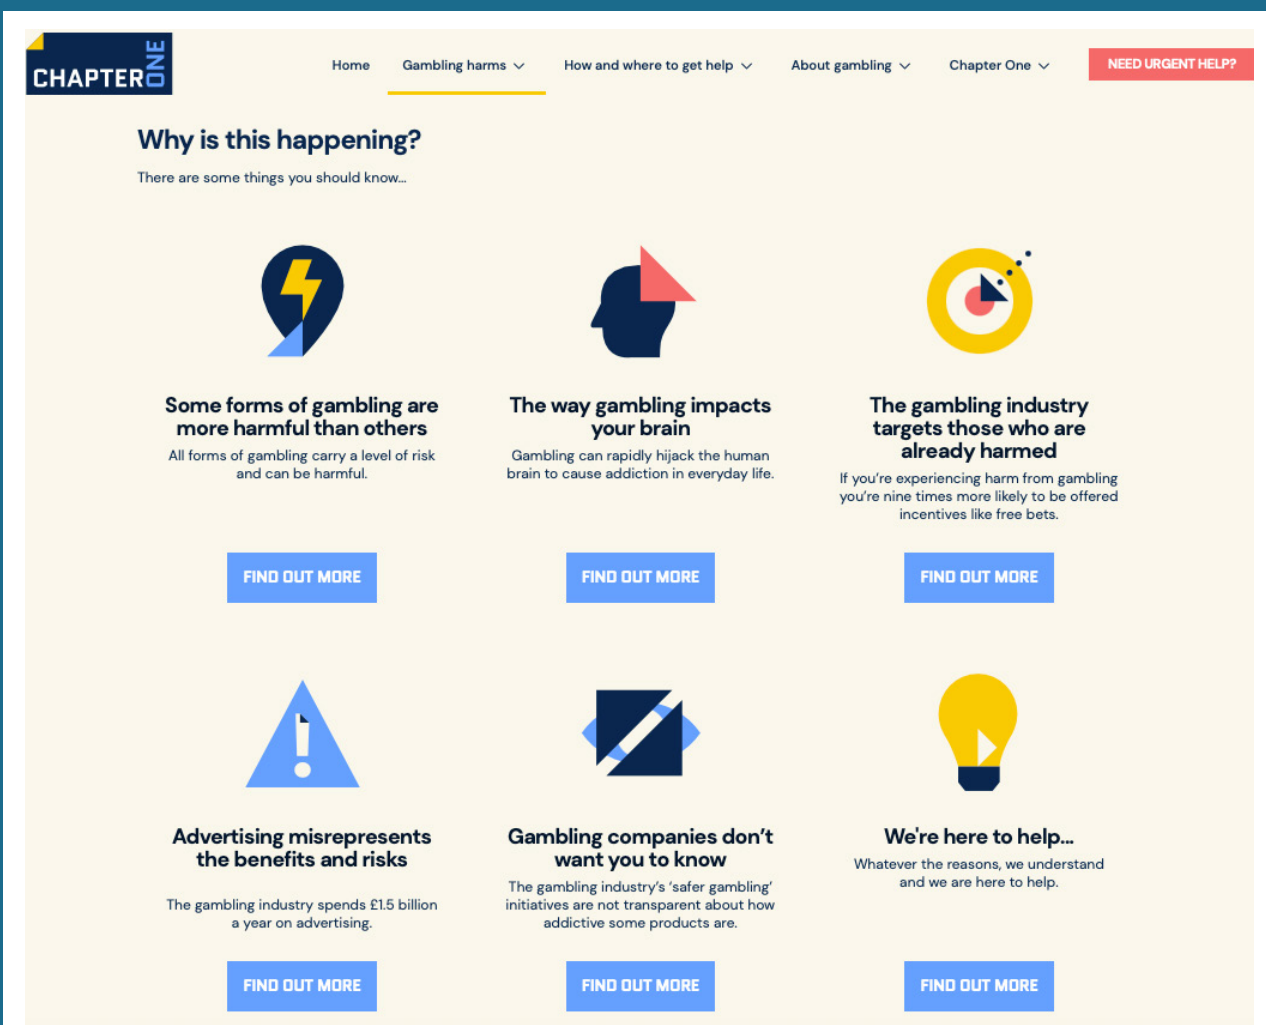 CHAPTER ONE
Home
Gambling harms
How and where to get help
About gambling
Chapter One
NEED URGENT HELP?
Why is this happening?
There are some things you should know...
Some forms of gambling are
more harmful than others
All forms of gambling carry a level of risk
and can be harmful.
FIND OUT MORE
The way gambling impacts
your brain
Gambling can rapidly hijack the human
brain to cause addiction in everyday life.
FIND OUT MORE
The gambling industry
targets those who are
already harmed
If you’re experiencing harm from gambling
you’re nine times more likely to be offered
incentives like free bets.
FIND OUT MORE
Advertising misrepresents
the benefits and risks
The gambling industry spends £1.5 billion
a year on advertising.
FIND OUT MORE
Gambling companies don’t
want you to know
The gambling industry’s ‘safer gambling’
initiatives are not transparent about how
addictive some products are.
FIND OUT MORE
We're here to help...
Whatever the reasons, we understand
and we are here to help.
FIND OUT MORE